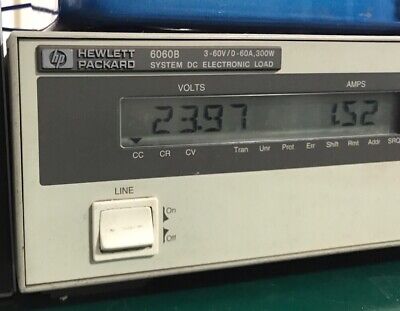 hp HEWLETT PACKARD 6060B 3-60V/0-60A,300W
SYSTEM DC ELECTRONIC LOAD
VOLTS AMPS
23.97 1.52
CC CR CV Tran Unr Prot Err Shift Rmt Addr SRQ
LINE
On
Off